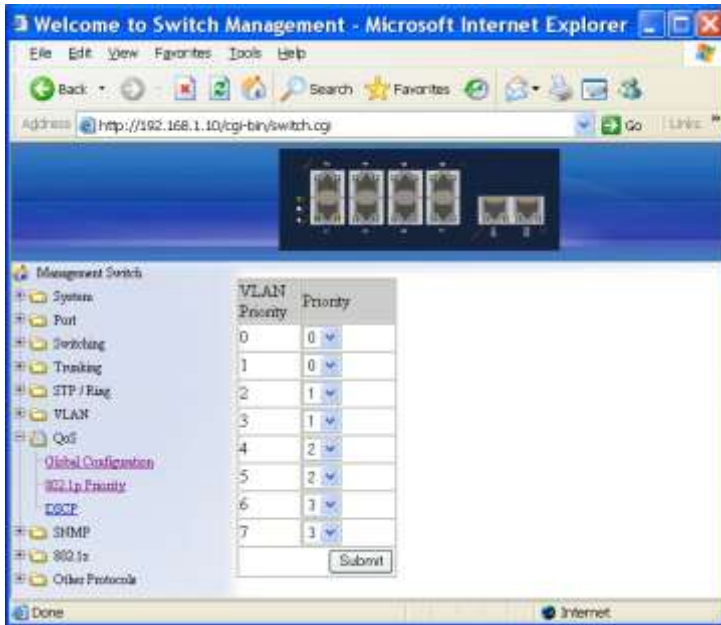 Welcome to Switch Management - Microsoft Internet Explorer
File Edit View Favorites Tools Help
Back Search Favorites
Address http://192.168.1.10/cgi-bin/switch.cgi Go Links »
Management Switch
System
Port
Switching
Trunking
STP / Ring
VLAN
QoS
Global Configuration
802.1p Priority
DSCP
SNMP
802.1x
Other Protocols
VLAN Priority Priority
0 0
1 0
2 1
3 1
4 2
5 2
6 3
7 3
Submit
Done Internet